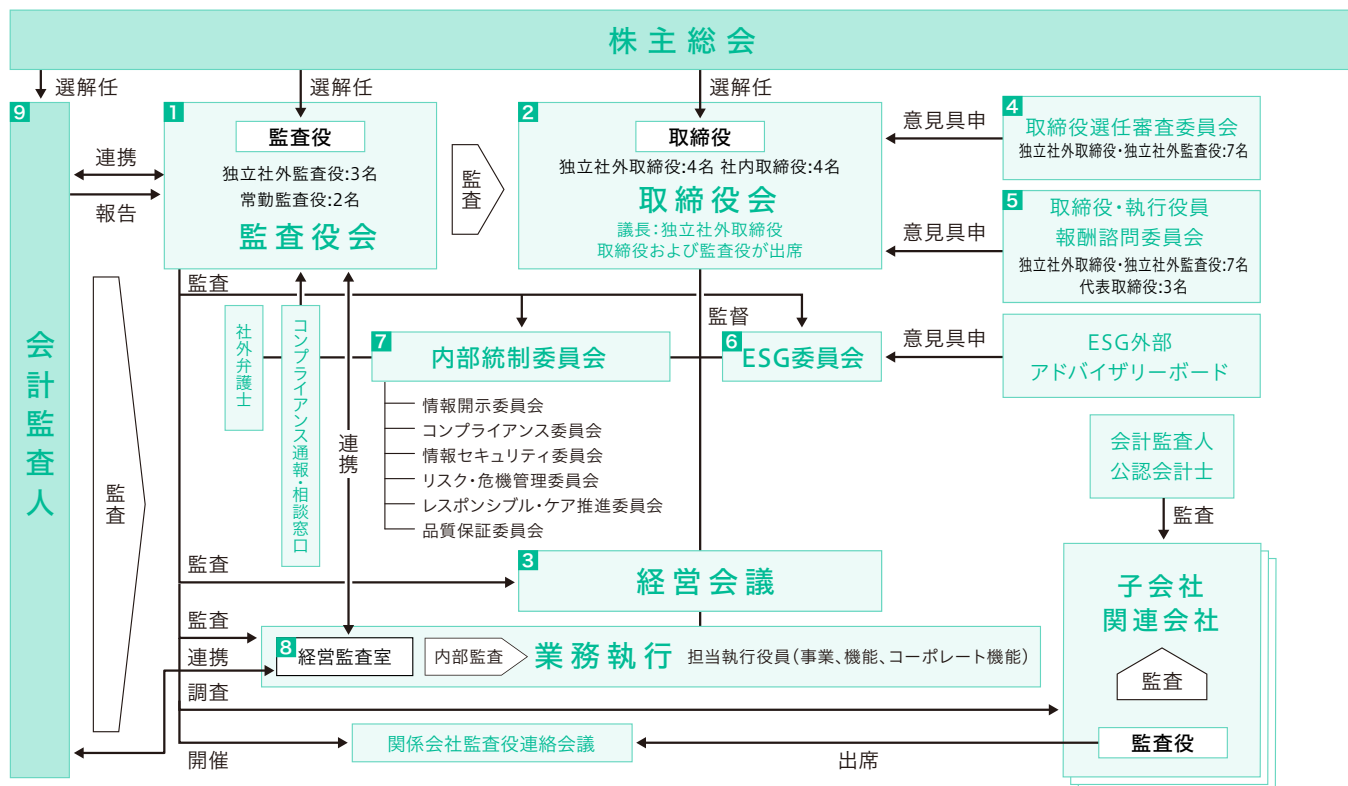 株主総会
選解任
選解任
選解任
9
会計監査人
連携
報告
監査
1
監査役
独立社外監査役:3名
常勤監査役:2名
監査役会
監査
2
取締役
独立社外取締役:4名 社内取締役:4名
取締役会
議長:独立社外取締役
取締役および監査役が出席
意見具申
4
取締役選任審査委員会
独立社外取締役・独立社外監査役:7名
意見具申
5
取締役・執行役員
報酬諮問委員会
独立社外取締役・独立社外監査役:7名
代表取締役:3名
監査
監督
社外弁護士
コンプライアンス通報・相談窓口
連携
7
内部統制委員会
6
ESG委員会
意見具申
ESG外部
アドバイザリーボード
情報開示委員会
コンプライアンス委員会
情報セキュリティ委員会
リスク・危機管理委員会
レスポンシブル・ケア推進委員会
品質保証委員会
会計監査人
公認会計士
監査
監査
3
経営会議
子会社
関連会社
監査
監査役
監査
連携
8
経営監査室
内部監査
業務執行
担当執行役員(事業、機能、コーポレート機能)
調査
開催
関係会社監査役連絡会議
出席